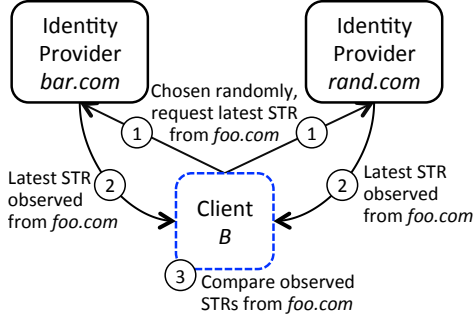 Identity
Provider
bar.com
Identity
Provider
rand.com
Chosen randomly,
request latest STR
from foo.com
1
1
2
2
Latest STR
observed
from foo.com
Latest STR
observed
from foo.com
Client
B
3
Compare observed
STRs from foo.com